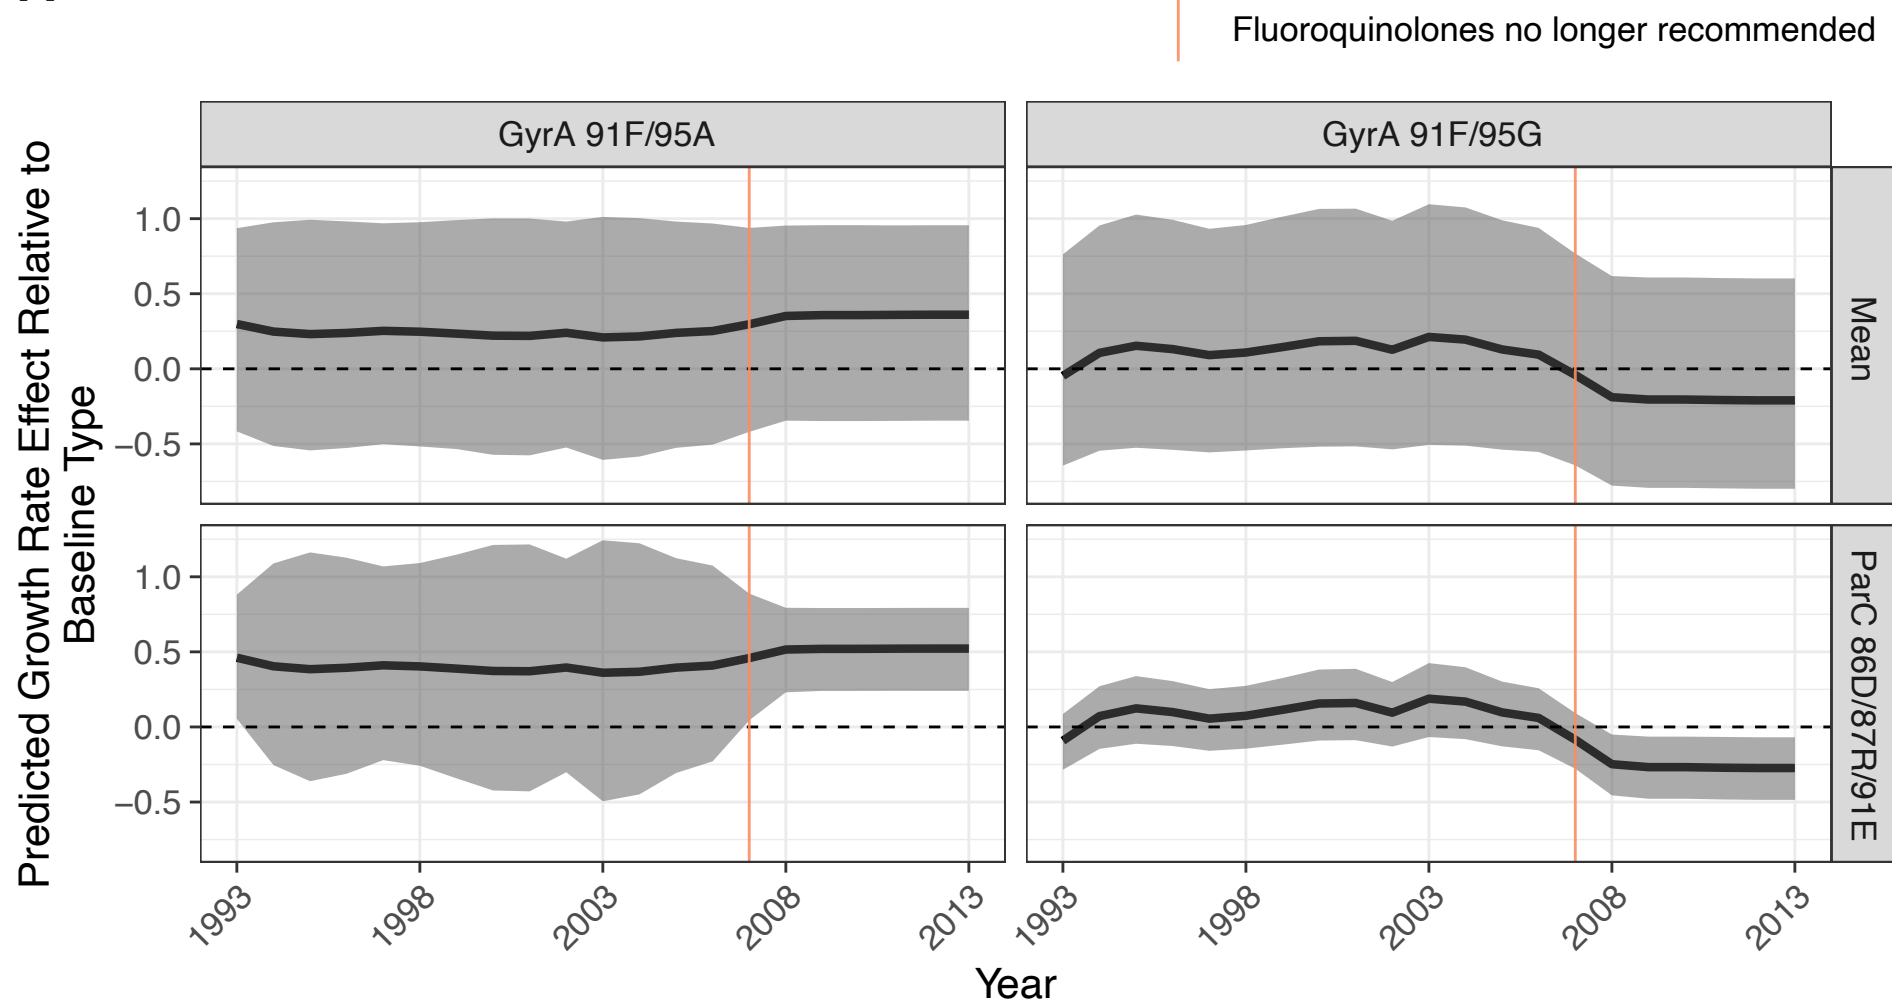 Fluoroquinolones no longer recommended
GyrA 91F/95A
GyrA 91F/95G
Predicted Growth Rate Effect Relative to
Baseline Type
1.0
0.5
0.0
−0.5
Mean
1.0
0.5
0.0
−0.5
ParC 86D/87R/91E
1993
1998
2003
2008
2013
1993
1998
2003
2008
2013
Year